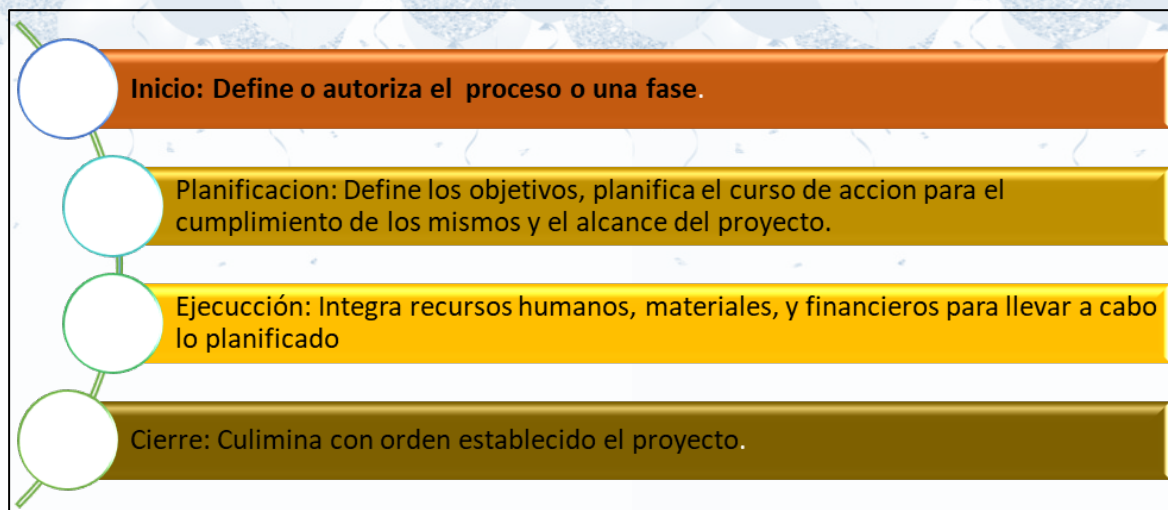 Inicio: Define o autoriza el  proceso o una fase.
Planificacion: Define los objetivos, planifica el curso de accion para el
cumplimiento de los mismos y el alcance del proyecto.
Ejecucción: Integra recursos humanos, materiales, y financieros para llevar a cabo
lo planificado
Cierre: Culimina con orden establecido el proyecto.